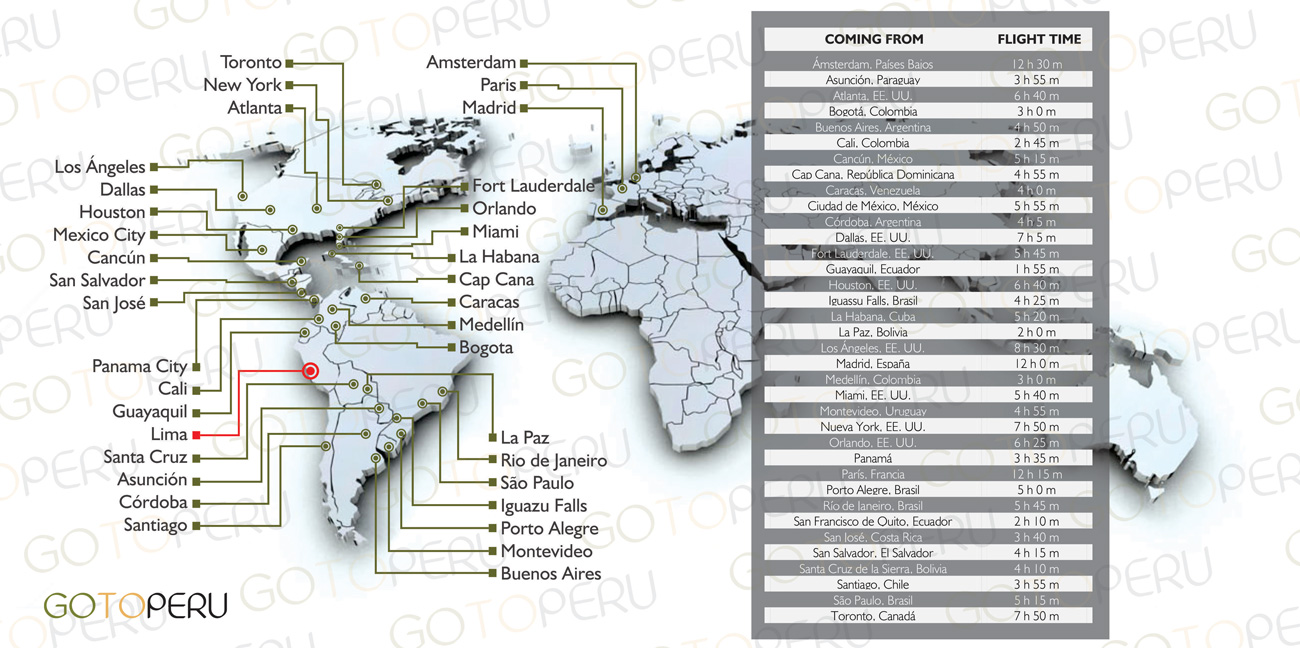 Toronto
New York
Atlanta
Amsterdam
Paris
Madrid
Los Ángeles
Dallas
Houston
Mexico City
Cancún
San Salvador
San José
Fort Lauderdale
Orlando
Miami
La Habana
Cap Cana
Caracas
Medellín
Bogota
Panama City
Cali
Guayaquil
Lima
Santa Cruz
Asunción
Córdoba
Santiago
La Paz
Rio de Janeiro
São Paulo
Iguazu Falls
Porto Alegre
Montevideo
Buenos Aires
GOTOPERU
COMING FROM FLIGHT TIME
Ámsterdam, Países Bajos 12 h 30 m
Asunción, Paraguay 3 h 55 m
Atlanta, EE. UU. 6 h 40 m
Bogotá, Colombia 3 h 0 m
Buenos Aires, Argentina 4 h 50 m
Cali, Colombia 2 h 45 m
Cancún, México 5 h 15 m
Cap Cana, República Dominicana 4 h 55 m
Caracas, Venezuela 4 h 0 m
Ciudad de México, México 5 h 55 m
Córdoba, Argentina 4 h 5 m
Dallas, EE. UU. 7 h 5 m
Fort Lauderdale, EE. UU. 5 h 45 m
Guayaquil, Ecuador 1 h 55 m
Houston, EE. UU. 6 h 40 m
Iguassu Falls, Brasil 4 h 25 m
La Habana, Cuba 5 h 20 m
La Paz, Bolivia 2 h 0 m
Los Ángeles, EE. UU. 8 h 30 m
Madrid, España 12 h 0 m
Medellín, Colombia 3 h 0 m
Miami, EE. UU. 5 h 40 m
Montevideo, Uruguay 4 h 55 m
Nueva York, EE. UU. 7 h 50 m
Orlando, EE. UU. 6 h 25 m
Panamá 3 h 35 m
París, Francia 12 h 15 m
Porto Alegre, Brasil 5 h 0 m
Río de Janeiro, Brasil 5 h 45 m
San Francisco de Quito, Ecuador 2 h 10 m
San José, Costa Rica 3 h 40 m
San Salvador, El Salvador 4 h 15 m
Santa Cruz de la Sierra, Bolivia 4 h 10 m
Santiago, Chile 3 h 55 m
São Paulo, Brasil 5 h 15 m
Toronto, Canadá 7 h 50 m